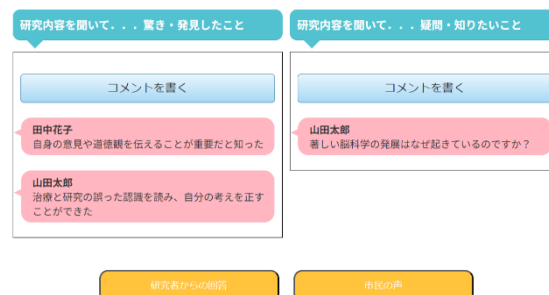 研究内容を聞いて．．．驚き・発見したこと
コメントを書く
田中花子
自身の意見や道徳観を伝えることが重要だと知った
山田太郎
治療と研究の誤った認識を読み、自分の考えを正す
ことができた
研究内容を聞いて．．．疑問・知りたいこと
コメントを書く
山田太郎
著しい脳科学の発展はなぜ起きているのですか？
研究者からの回答
市民の声